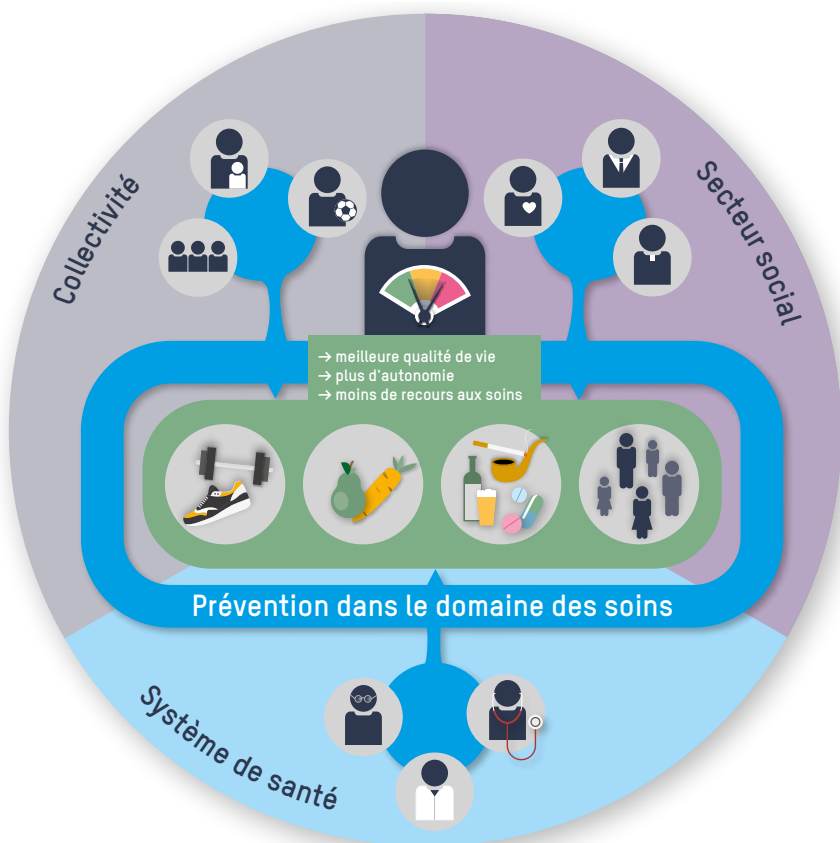 Collectivité
Secteur social
→ meilleure qualité de vie
→ plus d'autonomie
→ moins de recours aux soins
Prévention dans le domaine des soins
Système de santé